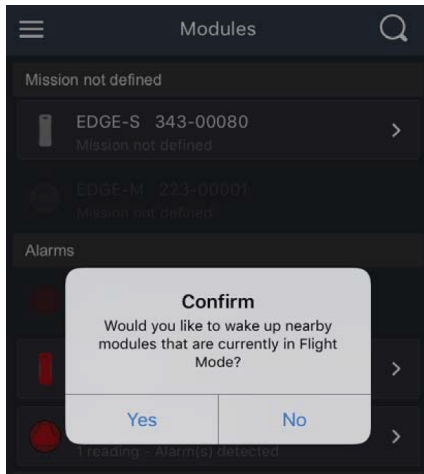 Modules
Mission not defined
EDGE-S 343-00080
Mission not defined
EDGE-M 223-00001
Mission not defined
Alarms
Confirm
Would you like to wake up nearby
modules that are currently in Flight
Mode?
Yes
No
1 reading - Alarm(s) detected